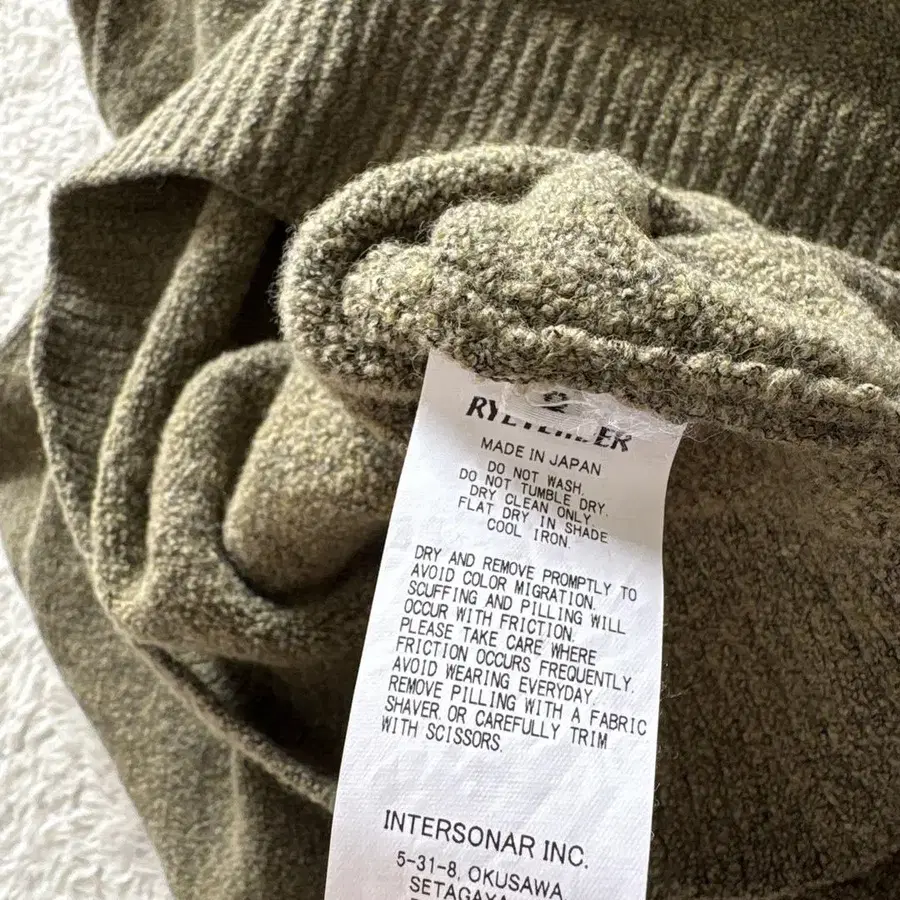 2
RYETENDER
MADE IN JAPAN
DO NOT WASH.
DO NOT TUMBLE DRY.
DRY CLEAN ONLY.
FLAT DRY IN SHADE
COOL IRON.
DRY AND REMOVE PROMPTLY TO
AVOID COLOR MIGRATION.
SCUFFING AND PILLING WILL
OCCUR WITH FRICTION.
PLEASE TAKE CARE WHERE
FRICTION OCCURS FREQUENTLY.
AVOID WEARING EVERYDAY.
REMOVE PILLING WITH A FABRIC
SHAVER OR CAREFULLY TRIM
WITH SCISSORS.
INTERSONAR INC.
5-31-8, OKUSAWA,
SETAGAYA